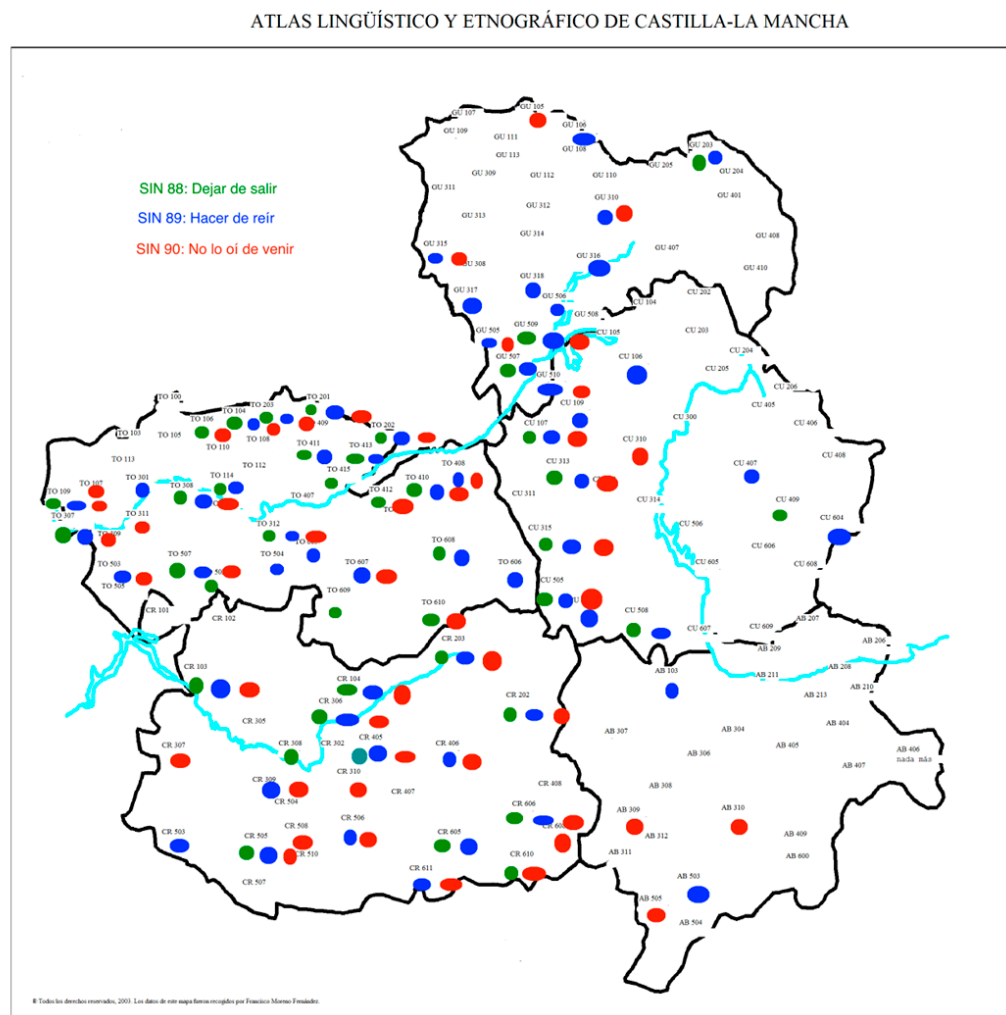 ATLAS LINGÜÍSTICO Y ETNOGRÁFICO DE CASTILLA-LA MANCHA
GU 105
GU 107
GU 106
GU 109
GU 111
GU 108
GU 203
GU 113
GU 205
GU 204
GU 309
GU 112
GU 110
SIN 88: Dejar de salir
GU 311
GU 310
GU 401
GU 312
SIN 89: Hacer de reír
GU 313
GU 314
GU 408
SIN 90: No lo oí de venir
GU 315
GU 407
GU 308
GU 316
GU 410
GU 318
GU 317
CU 202
GU 506
CU 104
GU 508
GU 505
GU 509
CU 105
CU 203
CU 204
GU 507
CU 106
CU 205
GU 510
CU 206
TO 100
TO 201
CU 109
CU 405
TO 104
TO 203
TO 106
CU 300
CU 406
TO 103
TO 105
TO 108
409
TO 202
CU 107
TO 110
TO 411
TO 413
CU 310
CU 408
TO 113
TO 112
TO 415
TO 408
CU 313
CU 407
TO 107
TO 301
TO 308
TO 114
TO 410
TO 109
TO 407
TO 412
CU 311
CU 314
CU 409
TO 307
TO 311
TO 312
CU 315
CU 506
CU 604
TO 608
CU 606
TO 507
TO 504
TO 607
TO 606
CU 605
CU 608
TO 503
TO 505
CU 505
TO 609
TO 610
CR 101
CR 102
CU 508
CU 607
CU 609
AB 207
CR 203
AB 209
AB 206
CR 103
CR 104
AB 103
AB 211
AB 208
AB 210
CR 202
AB 213
CR 306
CR 305
AB 307
AB 304
AB 404
CR 307
CR 308
CR 302
CR 405
CR 406
AB 306
AB 405
AB 406
nada más
CR 310
AB 407
CR 309
CR 504
CR 407
CR 408
AB 308
CR 606
AB 309
AB 310
CR 503
CR 505
CR 508
CR 506
CR 605
AB 312
AB 409
CR 510
CR 610
AB 311
AB 600
CR 507
CR 611
AB 503
AB 505
AB 504
® Todos los derechos reservados, 2003. Los datos de este mapa fueron recogidos por Francisco Moreno Fernández.